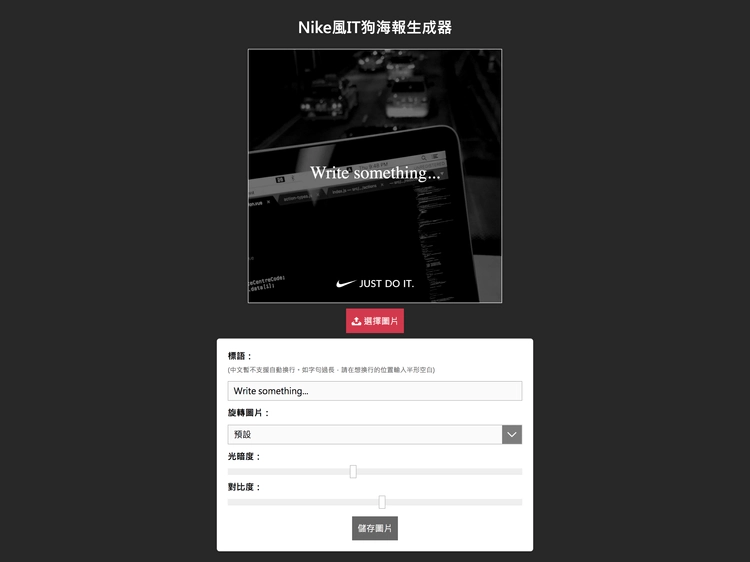 Nike風IT狗海報生成器
Write something...
JUST DO IT.
選擇圖片
標語：
(中文暫不支援自動換行，如字句過長，請在想換行的位置輸入半形空白)
Write something...
旋轉圖片：
預設
光暗度：
對比度：
儲存圖片